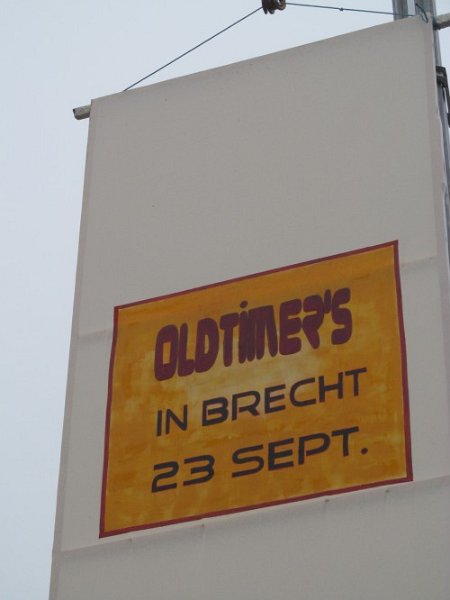 OLDTIMER'S
IN BRECHT
23 SEPT.